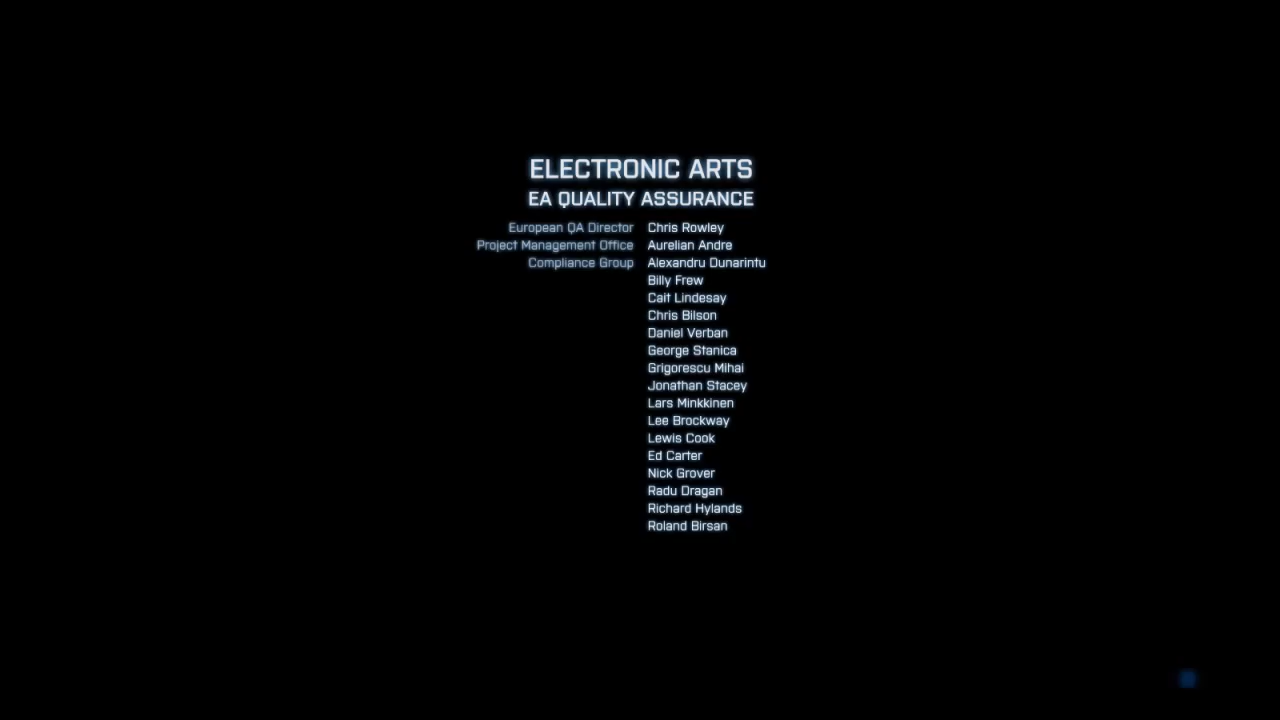 ELECTRONIC ARTS
EA QUALITY ASSURANCE
European QA Director Chris Rowley
Project Management Office Aurelian Andre
Compliance Group Alexandru Dunarintu
Billy Frew
Cait Lindesay
Chris Bilson
Daniel Verban
George Stanica
Grigorescu Mihai
Jonathan Stacey
Lars Minkkinen
Lee Brockway
Lewis Cook
Ed Carter
Nick Grover
Radu Dragan
Richard Hylands
Roland Birsan